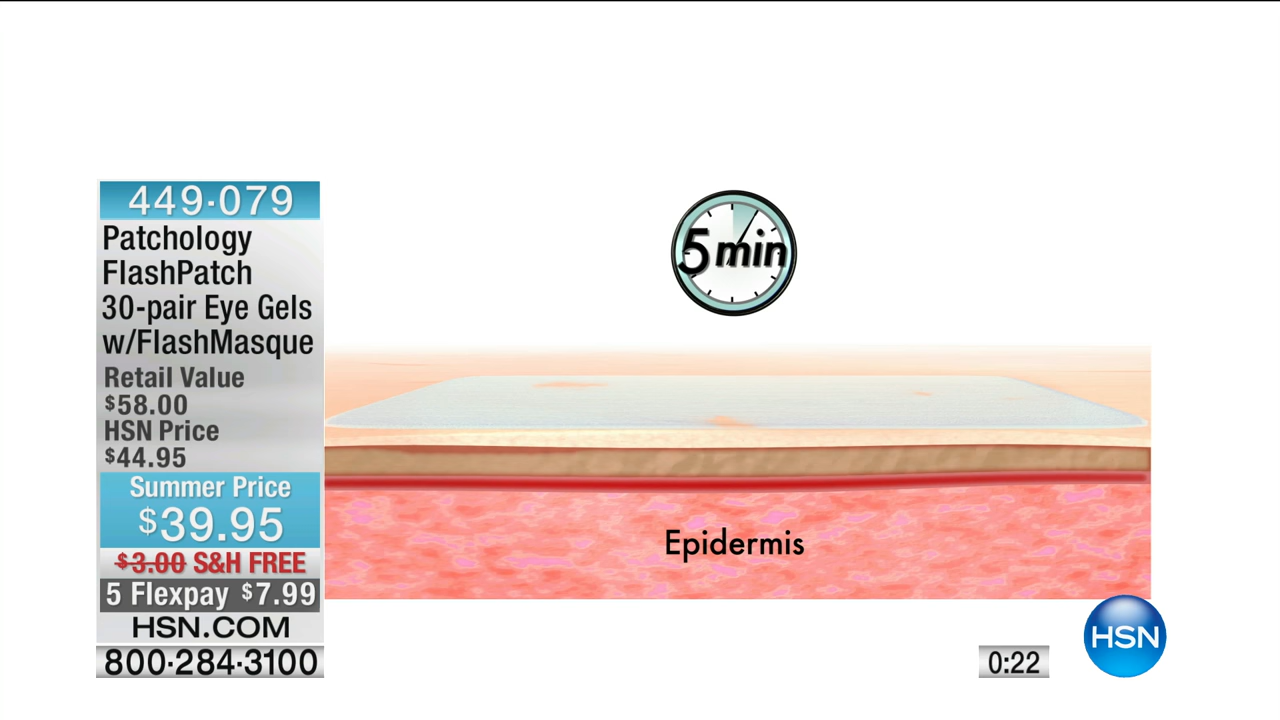 449·079
Patchology
FlashPatch
30-pair Eye Gels
w/FlashMasque
Retail Value
$58.00
HSN Price
$44.95
Summer Price
$39.95
$3.00 S&H FREE
5 Flexpay $7.99
HSN.COM
800·284·3100
5 min
Epidermis
0:22
HSN